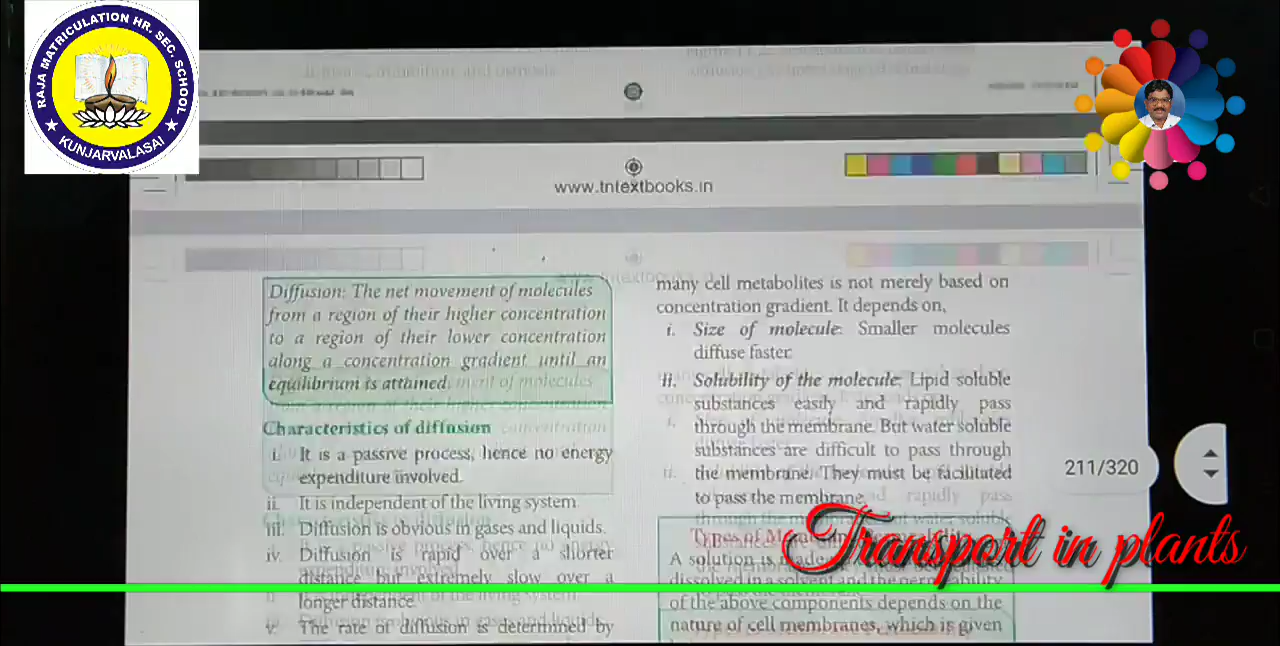 RAJA MATRICULATION HR. SEC. SCHOOL
KUNJARVALASAI
www.tntextbooks.in
Diffusion: The net movement of molecules
from a region of their higher concentration
to a region of their lower concentration
along a concentration gradient until an
equilibrium is attained.
Characteristics of diffusion
i. It is a passive process, hence no energy
expenditure involved.
ii. It is independent of the living system.
iii. Diffusion is obvious in gases and liquids.
iv. Diffusion is rapid over a shorter
distance but extremely slow over a
longer distance.
v. The rate of diffusion is determined by
many cell metabolites is not merely based on
concentration gradient. It depends on,
i. Size of molecule: Smaller molecules
diffuse faster.
ii. Solubility of the molecule: Lipid soluble
substances easily and rapidly pass
through the membrane. But water soluble
substances are difficult to pass through
the membrane. They must be facilitated
to pass the membrane.
Types of
A solution is made
dissolved in a solvent and the permeability
of the above components depends on the
nature of cell membranes, which is given
211/320
Transport in plants